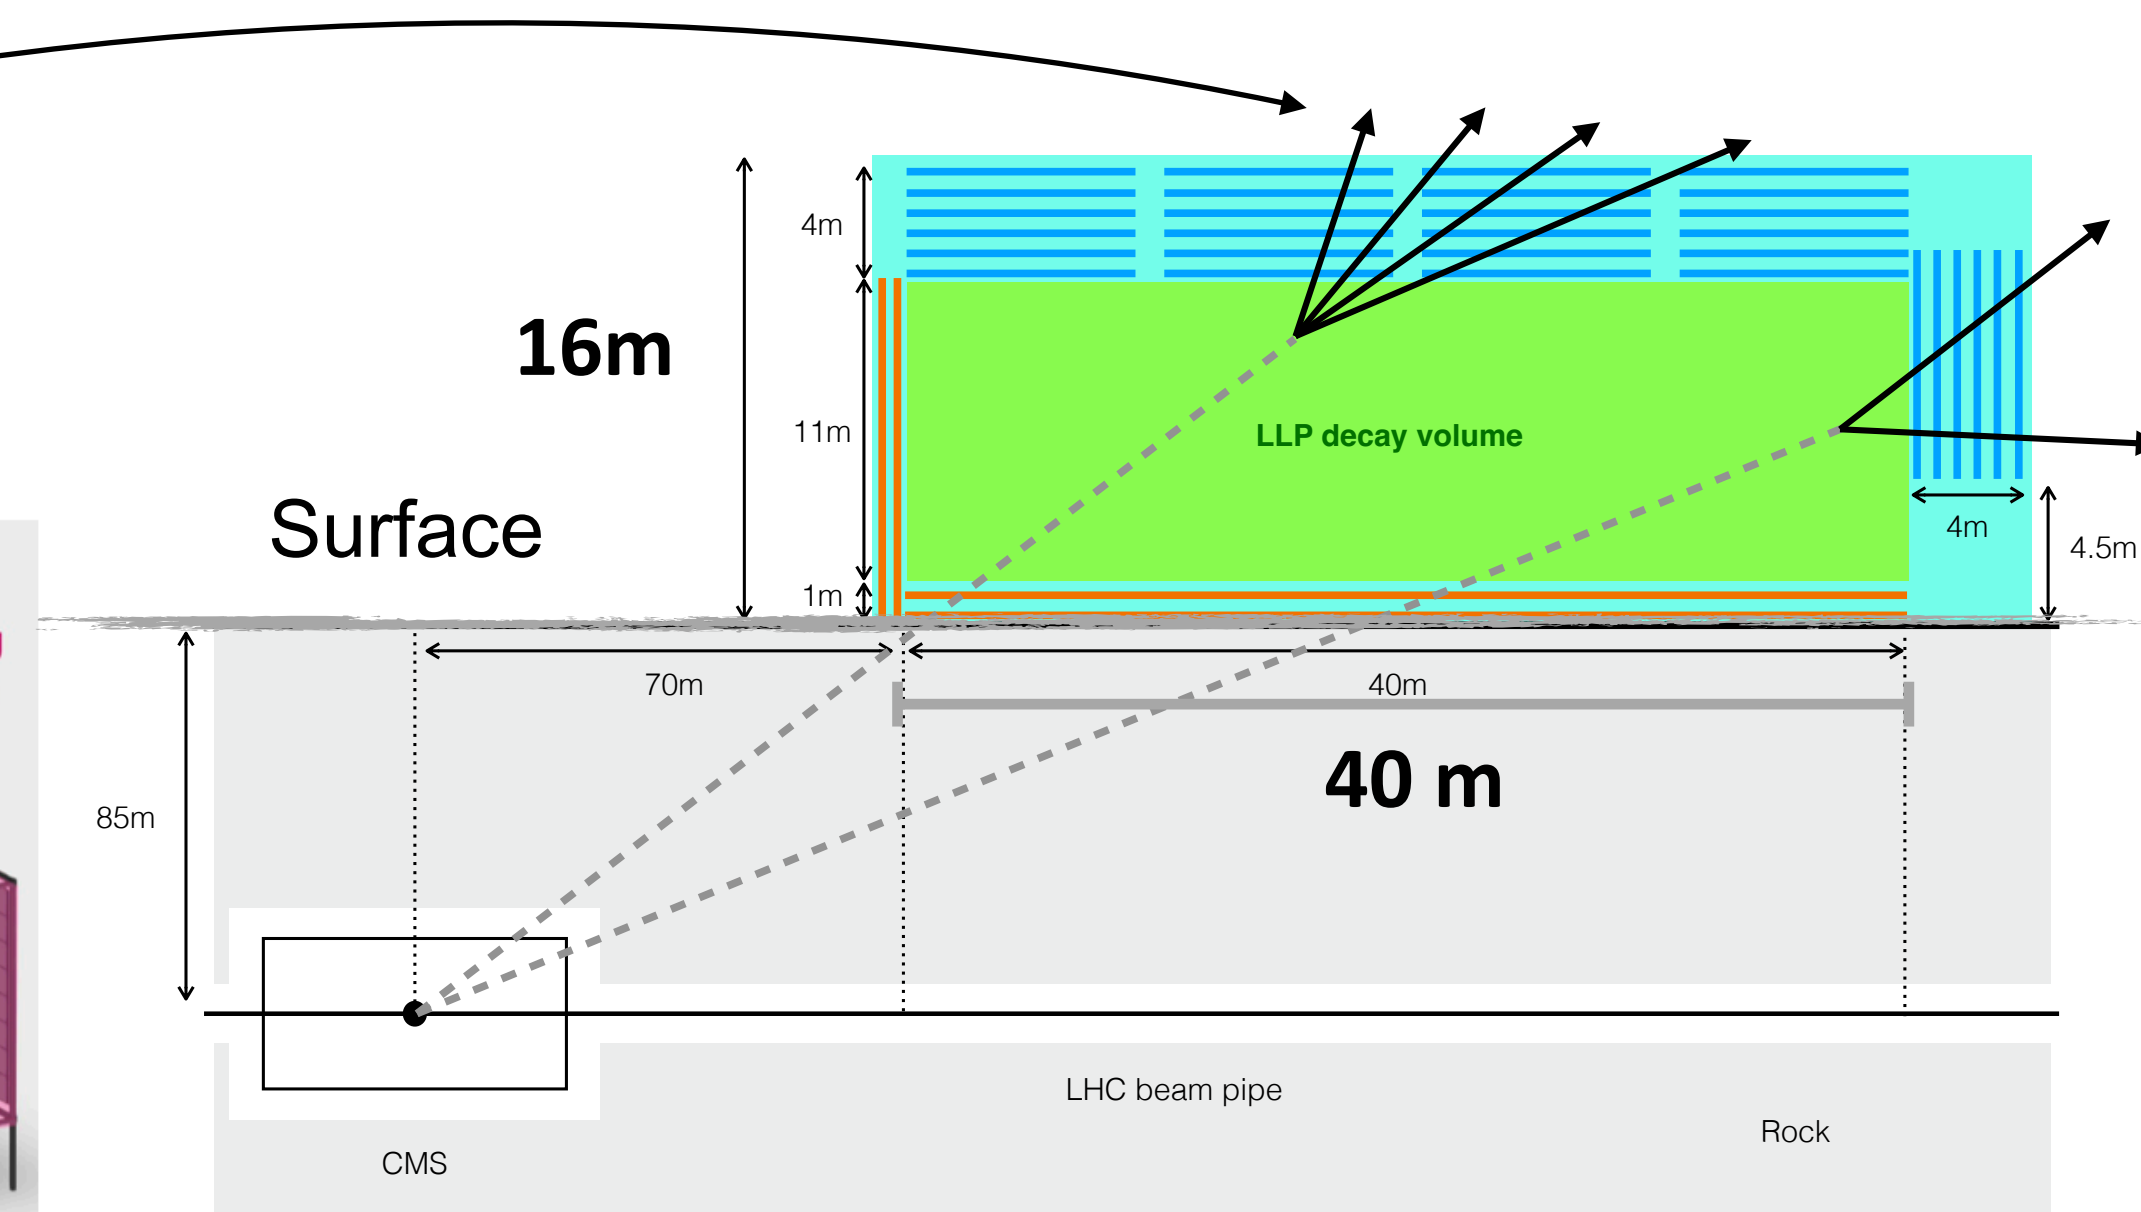 4m
16m
11m
LLP decay volume
Surface
4m
4.5m
1m
70m
40m
40 m
85m
LHC beam pipe
Rock
CMS